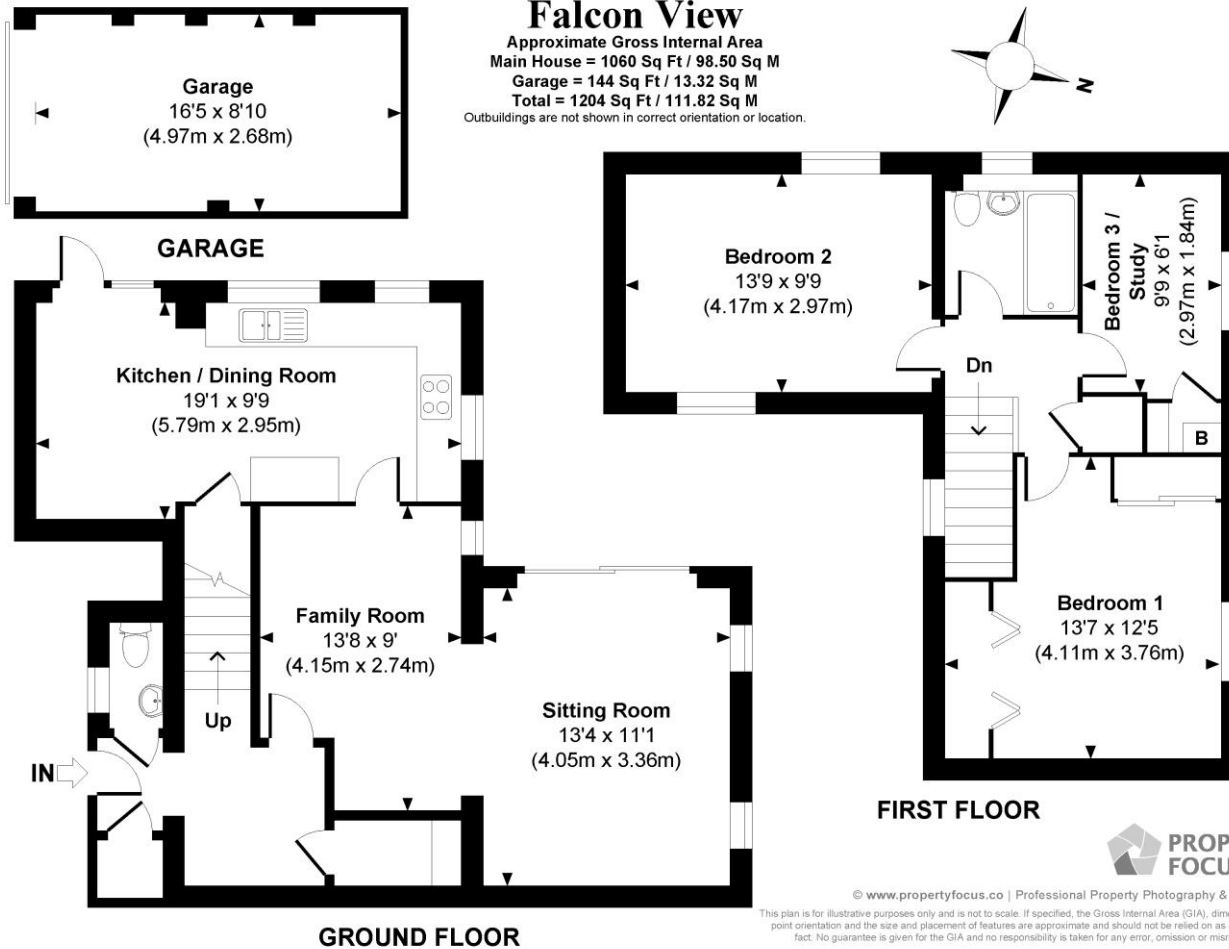 Falcon View
Approximate Gross Internal Area
Main House = 1060 Sq Ft / 98.50 Sq M
Garage = 144 Sq Ft / 13.32 Sq M
Total = 1204 Sq Ft / 111.82 Sq M
Outbuildings are not shown in correct orientation or location.
N
Garage
16'5 x 8'10
(4.97m x 2.68m)
GARAGE
Kitchen / Dining Room
19'1 x 9'9
(5.79m x 2.95m)
Family Room
13'8 x 9'
(4.15m x 2.74m)
Up
IN
Sitting Room
13'4 x 11'1
(4.05m x 3.36m)
GROUND FLOOR
Bedroom 2
13'9 x 9'9
(4.17m x 2.97m)
Bedroom 3 /
Study
9'9 x 6'1
(2.97m x 1.84m)
Dn
B
Bedroom 1
13'7 x 12'5
(4.11m x 3.76m)
FIRST FLOOR
PROP
FOCU
© www.propertyfocus.co | Professional Property Photography &
This plan is for illustrative purposes only and is not to scale. If specified, the Gross Internal Area (GIA), dim
point orientation and the size and placement of features are approximate and should not be relied on as
fact. No guarantee is given for the GIA and no responsibility is taken for any error, omission or mis